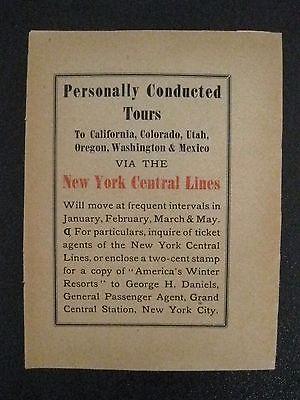 Personally Conducted
Tours
To California, Colorado, Utah,
Oregon, Washington & Mexico
VIA THE
New York Central Lines
Will move at frequent intervals in
January, February, March & May.
¶ For particulars, inquire of ticket
agents of the New York Central
Lines, or enclose a two-cent stamp
for a copy of "America's Winter
Resorts" to George H. Daniels,
General Passenger Agent, Grand
Central Station, New York City.